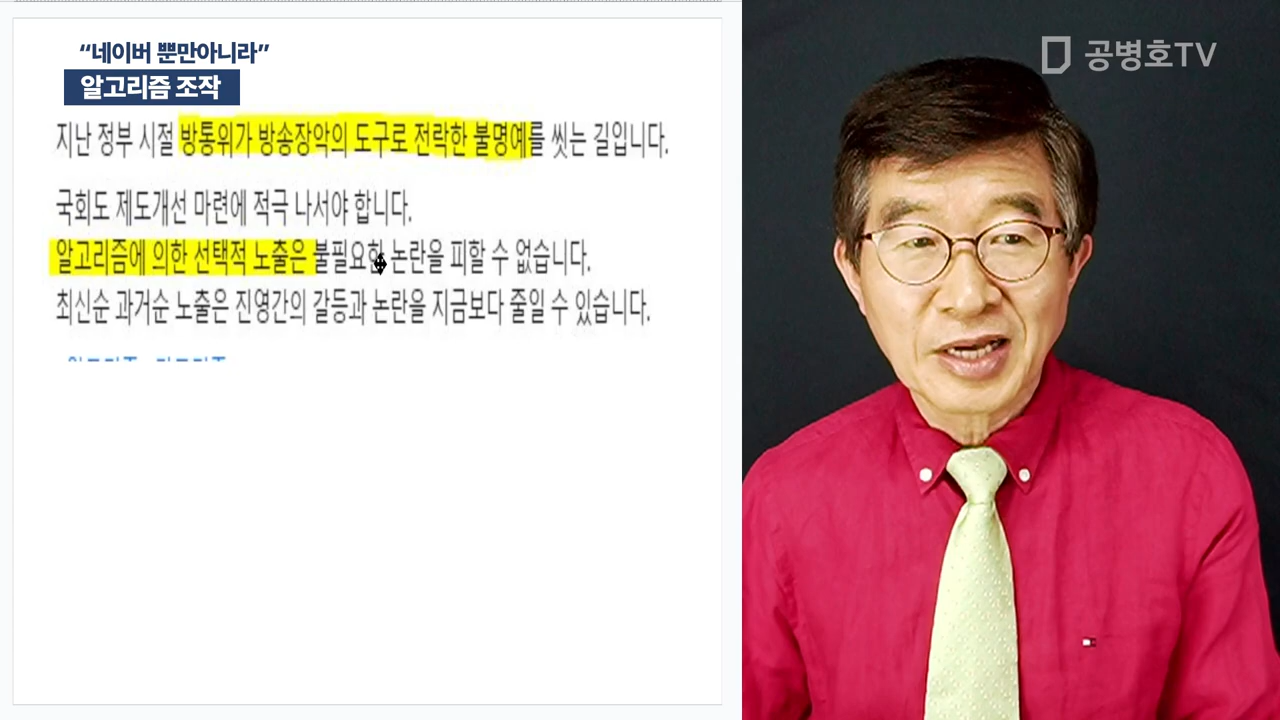 “네이버 뿐만아니라”
알고리즘 조작
공병호TV
지난 정부 시절 방통위가 방송장악의 도구로 전락한 불명예를 씻는 길입니다.
국회도 제도개선 마련에 적극 나서야 합니다.
알고리즘에 의한 선택적 노출은 불필요한 논란을 피할 수 없습니다.
최신순 과거순 노출은 진영간의 갈등과 논란을 지금보다 줄일 수 있습니다.